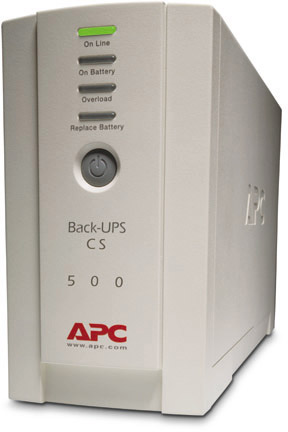 On Line
On Battery
Overload
Replace Battery
Back-UPS
CS
500
APC
www.apc.com
APC